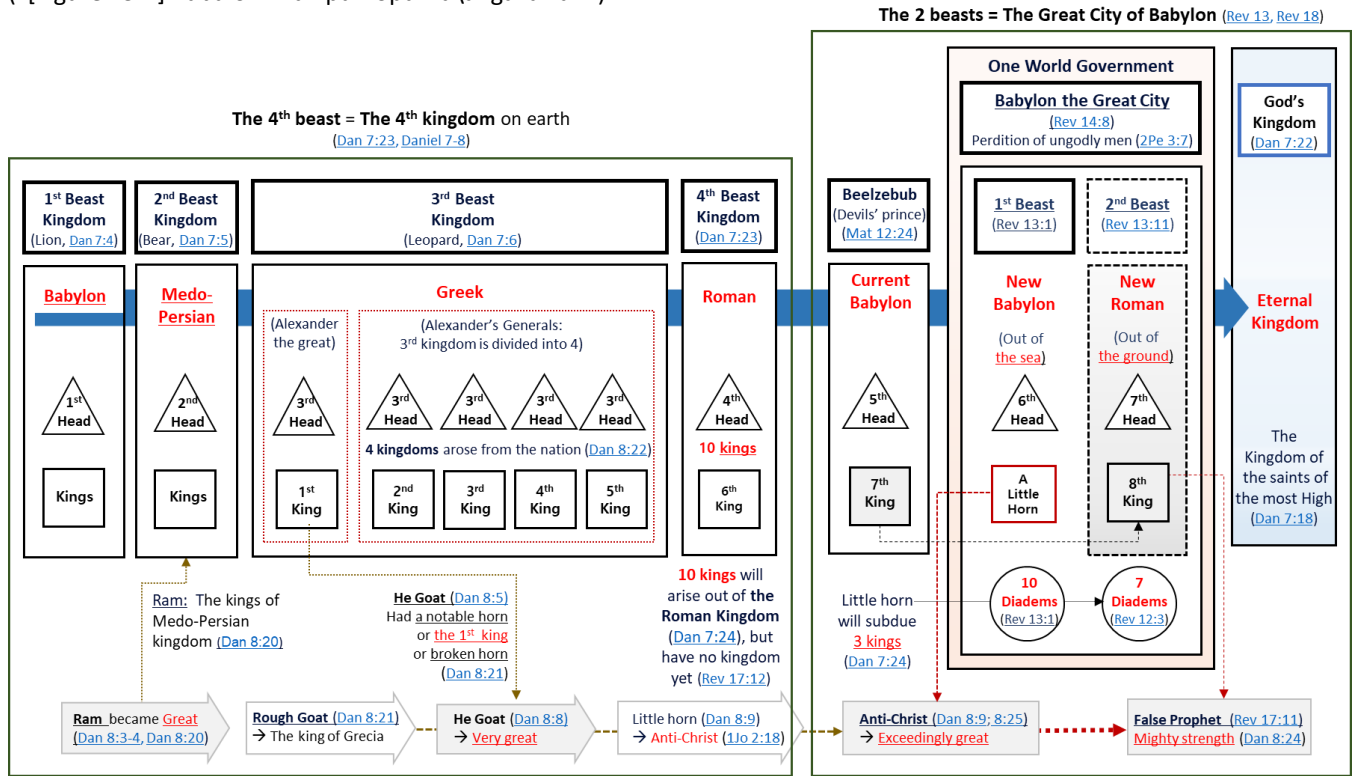 The 2 beasts = The Great City of Babylon (Rev 13, Rev 18)
The 4th beast = The 4th kingdom on earth
(Dan 7:23, Daniel 7-8)
1st Beast
Kingdom
(Lion, Dan 7:4)
2nd Beast
Kingdom
(Bear, Dan 7:5)
3rd Beast
Kingdom
(Leopard, Dan 7:6)
4th Beast
Kingdom
(Dan 7:23)
Babylon
Medo-
Persian
Greek
Roman
(Alexander
the great)
(Alexander's Generals:
3rd kingdom is divided into 4)
1st
Head
2nd
Head
3rd
Head
3rd
Head
3rd
Head
3rd
Head
3rd
Head
4th
Head
4 kingdoms arose from the nation (Dan 8:22)
10 kings
Kings
Kings
1st
King
2nd
King
3rd
King
4th
King
5th
King
6th
King
Ram: The kings of
Medo-Persian
kingdom (Dan 8:20)
He Goat (Dan 8:5)
Had a notable horn
or the 1st king
or broken horn
(Dan 8:21)
10 kings will
arise out of the
Roman Kingdom
(Dan 7:24), but
have no kingdom
yet (Rev 17:12)
Beelzebub
(Devils' prince)
(Mat 12:24)
Current
Babylon
5th
Head
7th
King
One World Government
Babylon the Great City
(Rev 14:8)
Perdition of ungodly men (2Pe 3:7)
1st Beast
(Rev 13:1)
2nd Beast
(Rev 13:11)
New
Babylon
(Out of
the sea)
New
Roman
(Out of
the ground)
6th
Head
7th
Head
A
Little
Horn
8th
King
Little horn
will subdue
3 kings
(Dan 7:24)
10
Diadems
(Rev 13:1)
7
Diadems
(Rev 12:3)
God's
Kingdom
(Dan 7:22)
Eternal
Kingdom
The
Kingdom of
the saints of
the most High
(Dan 7:18)
Ram became Great
(Dan 8:3-4, Dan 8:20)
Rough Goat (Dan 8:21)
→ The king of Grecia
He Goat (Dan 8:8)
→ Very great
Little horn (Dan 8:9)
→ Anti-Christ (1Jo 2:18)
Anti-Christ (Dan 8:9; 8:25)
→ Exceedingly great
False Prophet (Rev 17:11)
Mighty strength (Dan 8:24)